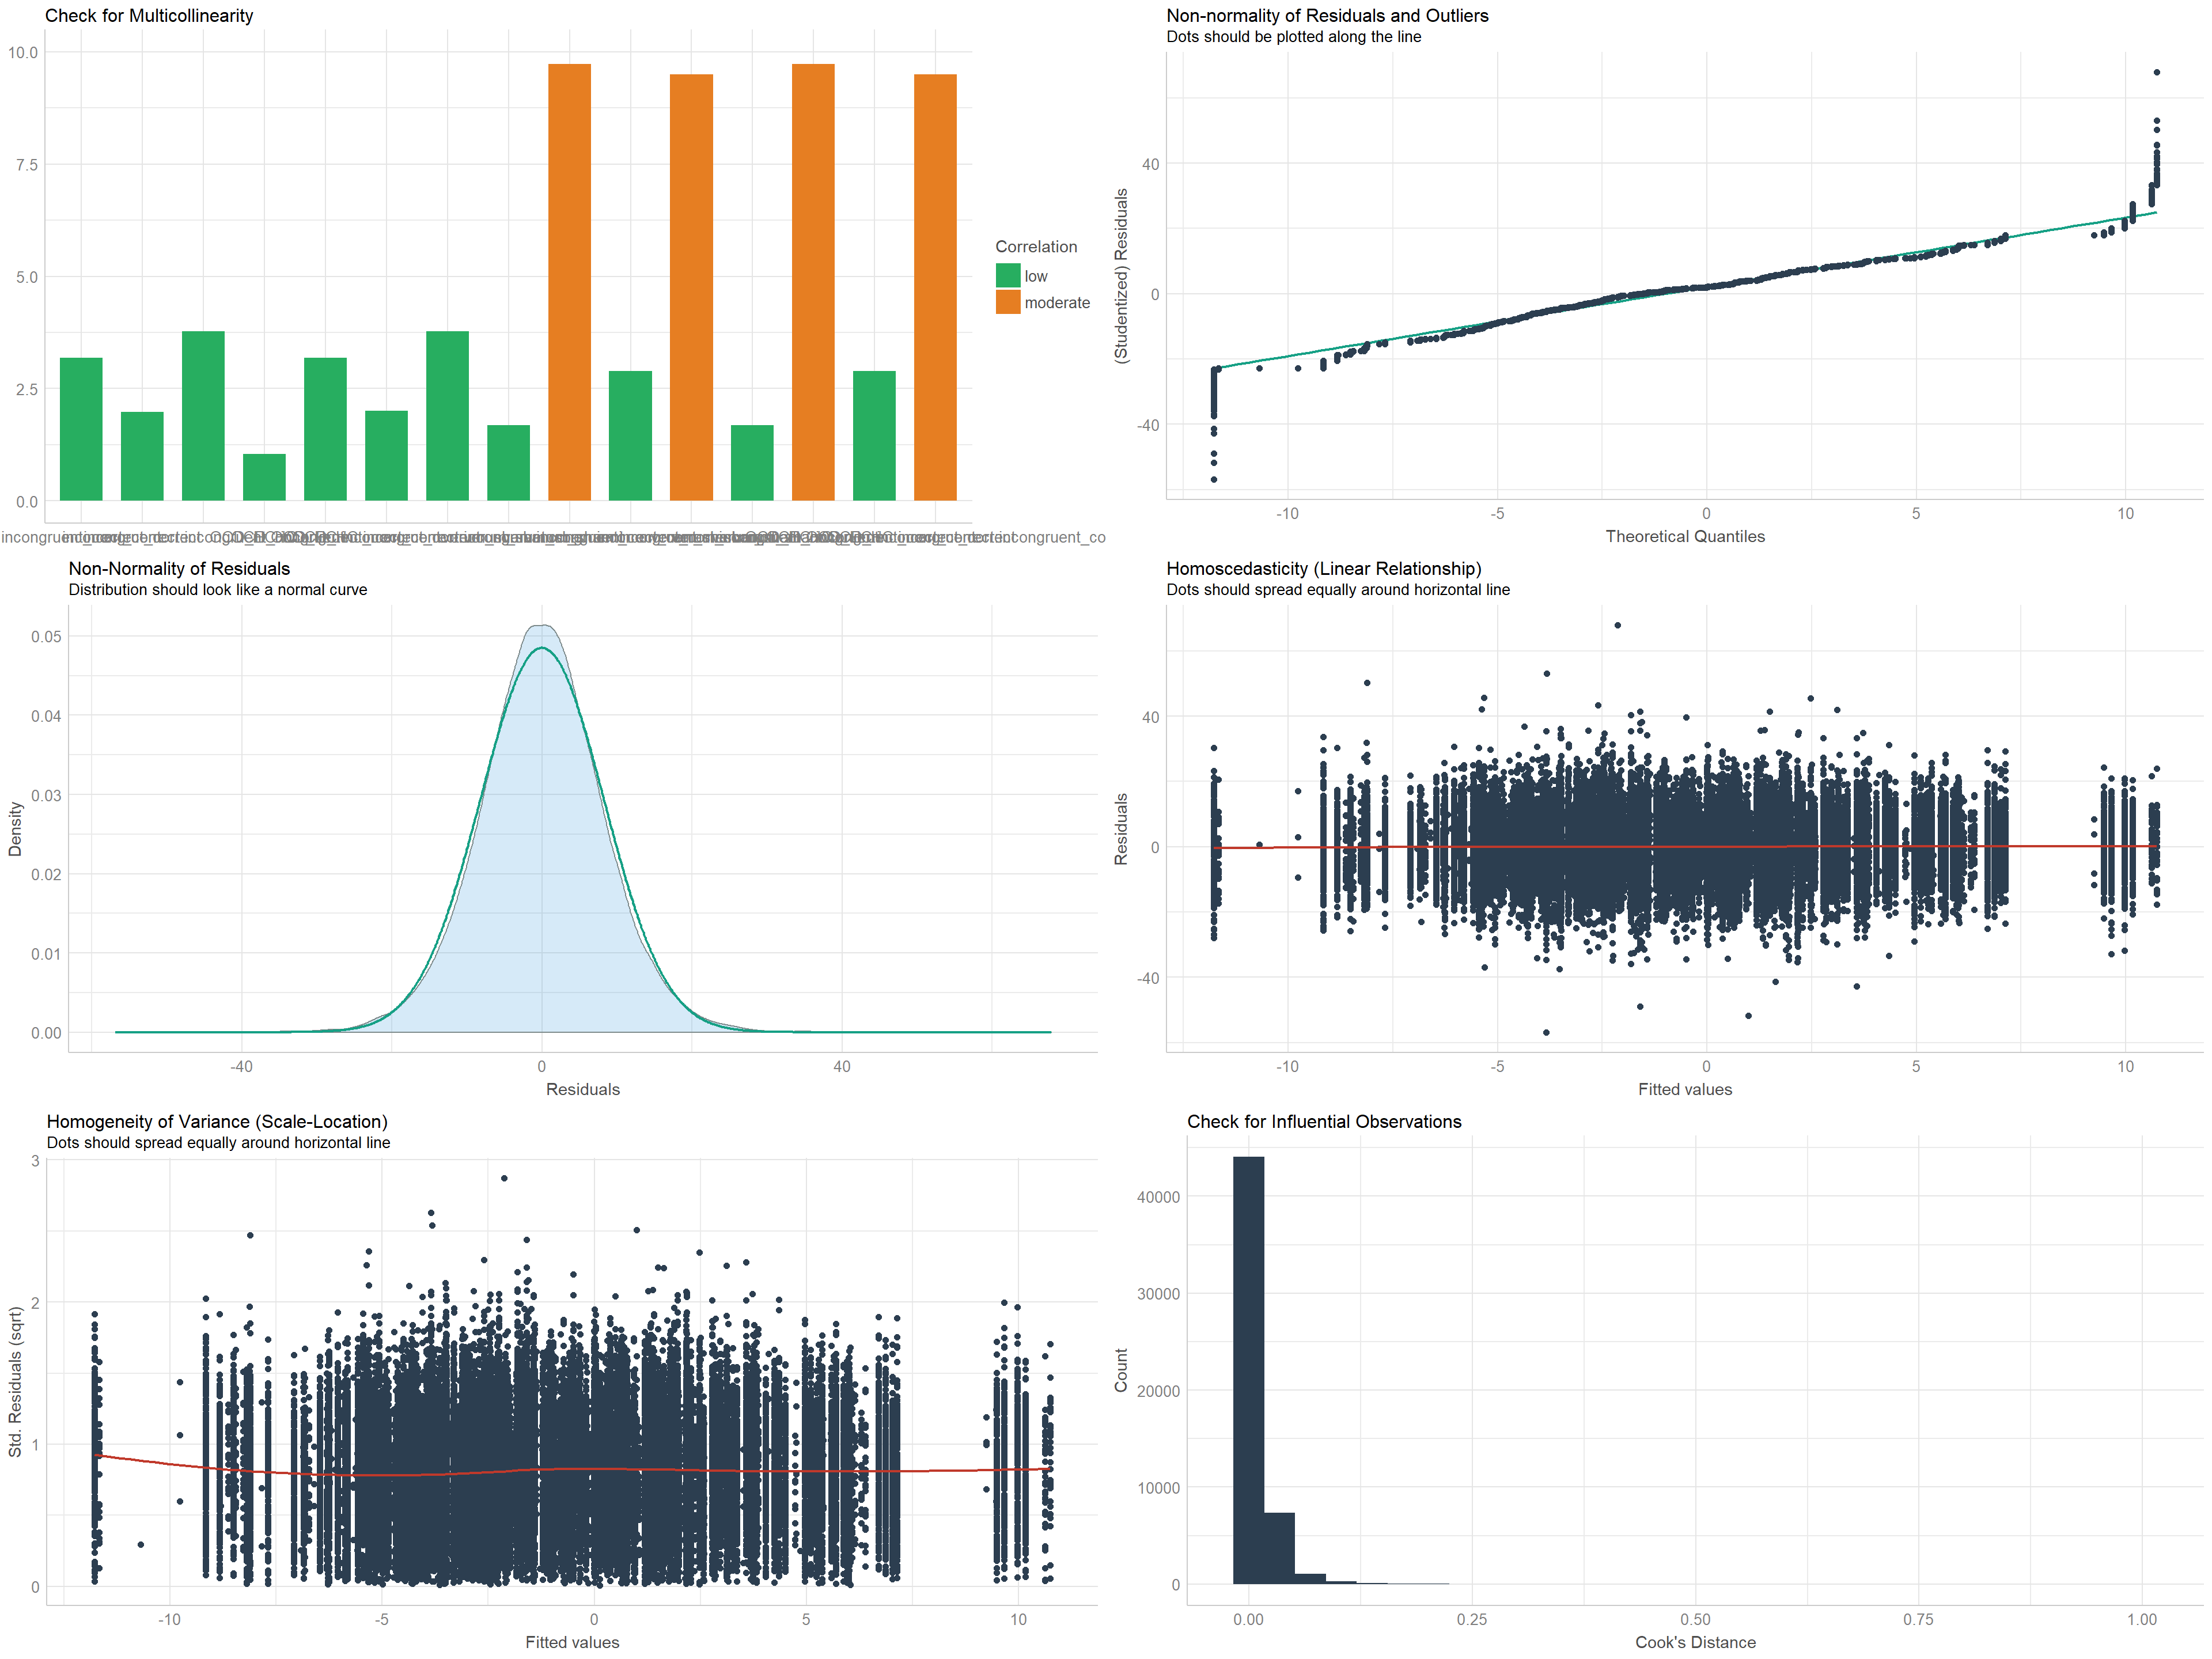 Check for Multicollinearity
10.0
7.5
5.0
2.5
0.0
Correlation
low
moderate
Non-normality of Residuals and Outliers
Dots should be plotted along the line
(Studentized) Residuals
40
0
-40
-10
-5
0
5
10
Theoretical Quantiles
Non-Normality of Residuals
Distribution should look like a normal curve
Density
0.05
0.04
0.03
0.02
0.01
0.00
-40
0
40
Residuals
Homoscedasticity (Linear Relationship)
Dots should spread equally around horizontal line
Residuals
40
0
-40
-10
-5
0
5
10
Fitted values
Homogeneity of Variance (Scale-Location)
Dots should spread equally around horizontal line
Std. Residuals (sqrt)
3
2
1
0
-10
-5
0
5
10
Fitted values
Check for Influential Observations
Count
40000
30000
20000
10000
0
0.00
0.25
0.50
0.75
1.00
Cook's Distance